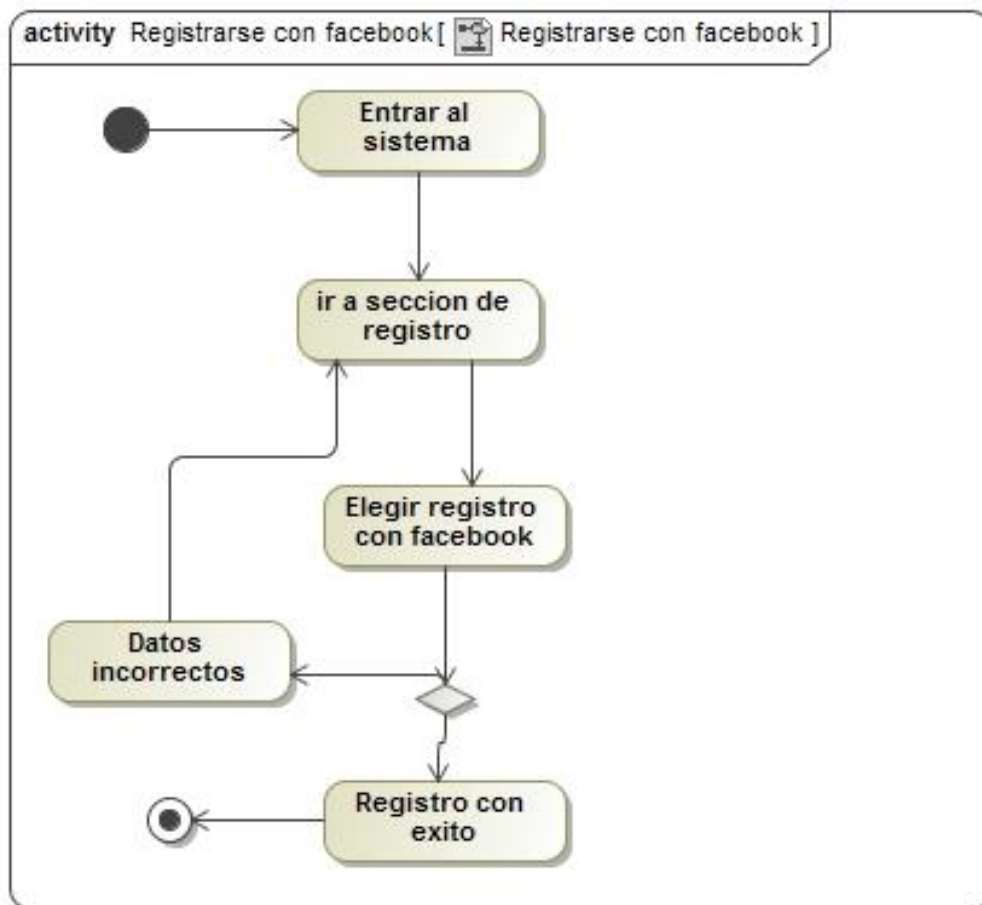 activity Registrarse con facebook[ Registrarse con facebook ]
Entrar al
sistema
ir a seccion de
registro
Elegir registro
con facebook
Datos
incorrectos
Registro con
exito